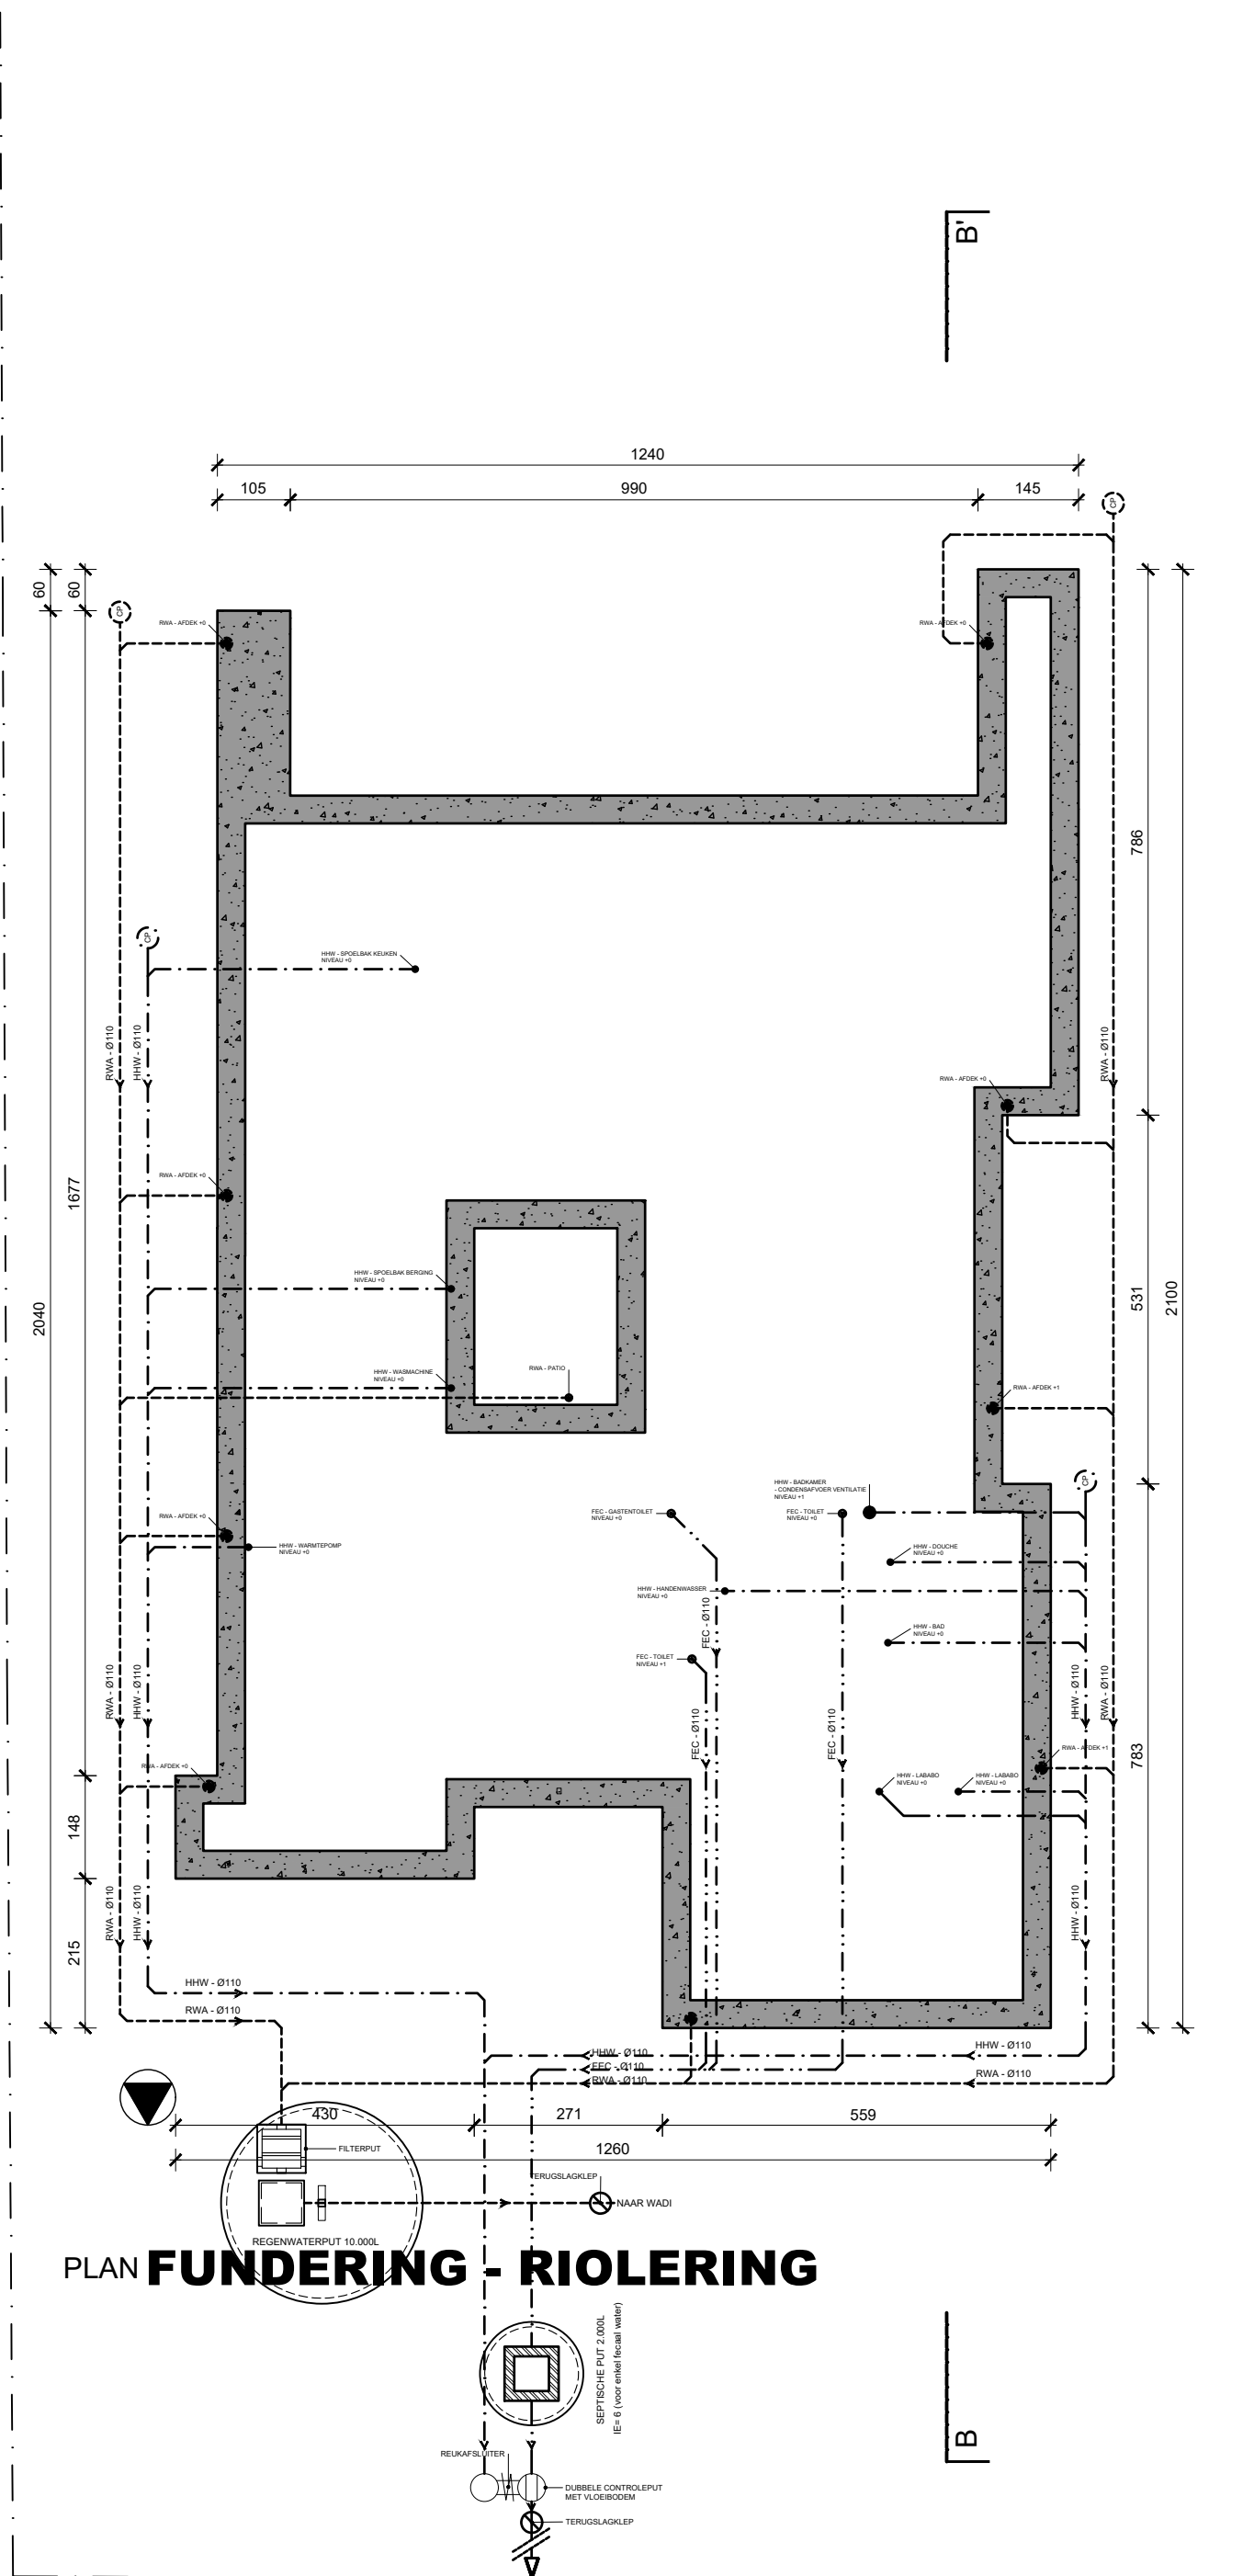 B'
1240
105
990
145
CP
60
60
CP
RWA - AFDEK +0
RWA - AFDEK +0
786
CP
HHW - SPOELBAK KEUKEN
NIVEAU +0
RWA - Ø110
HHW - Ø110
RWA - Ø110
RWA - AFDEK +0
RWA - AFDEK +0
1677
2040
HHW - SPOELBAK BERGING
NIVEAU +0
531
2100
HHW - WASMACHINE
NIVEAU +0
RWA - PATIO
RWA - AFDEK +1
CP
HHW - BADKAMER
- CONDENSAFVOER VENTILATIE
NIVEAU +1
FEC - GASTENTOILET
NIVEAU +0
FEC - TOILET
NIVEAU +0
RWA - AFDEK +0
HHW - WARMTEPOMP
NIVEAU +0
HHW - DOUCHE
NIVEAU +0
HHW - HANDENWASSER
NIVEAU +0
FEC - Ø110
HHW - BAD
NIVEAU +0
FEC - TOILET
NIVEAU +1
RWA - Ø110
HHW - Ø110
HHW - Ø110
RWA - Ø110
FEC - Ø110
FEC - Ø110
783
RWA - AFDEK +1
RWA - AFDEK +0
HHW - LABABO
NIVEAU +0
HHW - LABABO
NIVEAU +0
148
RWA - Ø110
HHW - Ø110
HHW - Ø110
215
HHW - Ø110
RWA - Ø110
HHW - Ø110
HHW - Ø110
FEC - Ø110
RWA - Ø110
RWA - Ø110
430
271
559
1260
FILTERPUT
TERUGSLAGKLEP
NAAR WADI
REGENWATERPUT 10.000L
PLAN FUNDERING - RIOLERING
SEPTISCHE PUT 2.000L
IE= 6 (voor enkel fecaal water)
B
REUKAFSLUITER
DUBBELE CONTROLEPUT
MET VLOEIBODEM
TERUGSLAGKLEP